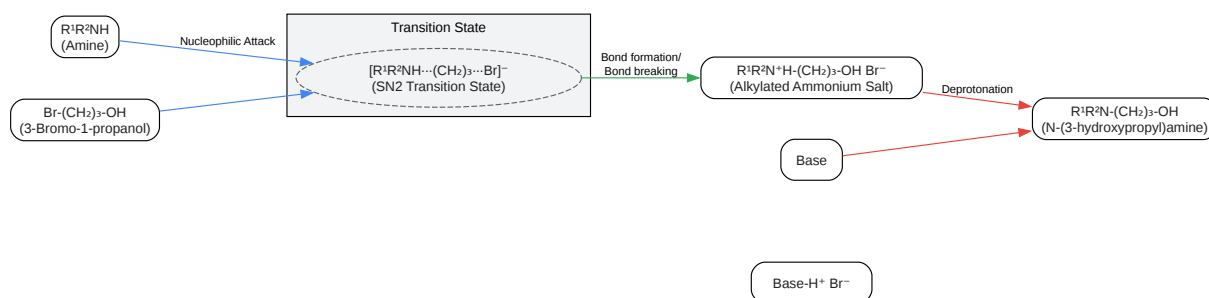 R¹R²NH
(Amine)
Nucleophilic Attack
Br-(CH₂)₃-OH
(3-Bromo-1-propanol)
Transition State
[R¹R²NH···(CH₂)₃···Br]⁻
(SN2 Transition State)
Bond formation/
Bond breaking
R¹R²N⁺H-(CH₂)₃-OH Br⁻
(Alkylated Ammonium Salt)
Deprotonation
Base
R¹R²N-(CH₂)₃-OH
(N-(3-hydroxypropyl)amine)
Base-H⁺ Br⁻